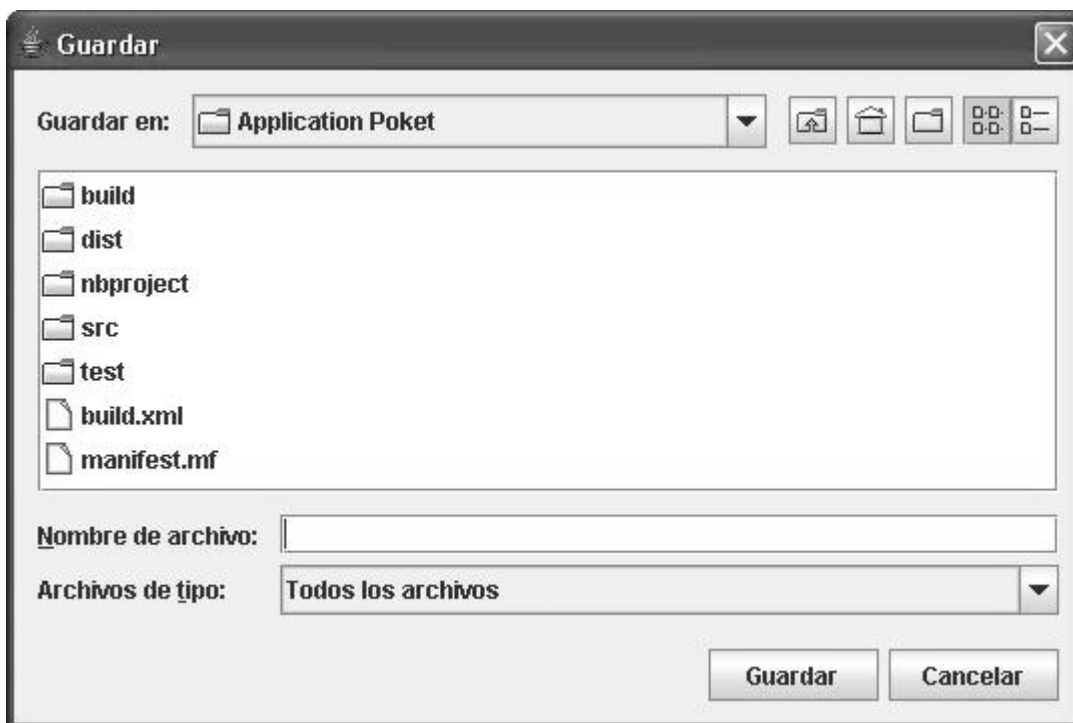 Guardar
Guardar en: Application Poket
build
dist
nbproject
src
test
build.xml
manifest.mf
Nombre de archivo:
Archivos de tipo: Todos los archivos
Guardar Cancelar